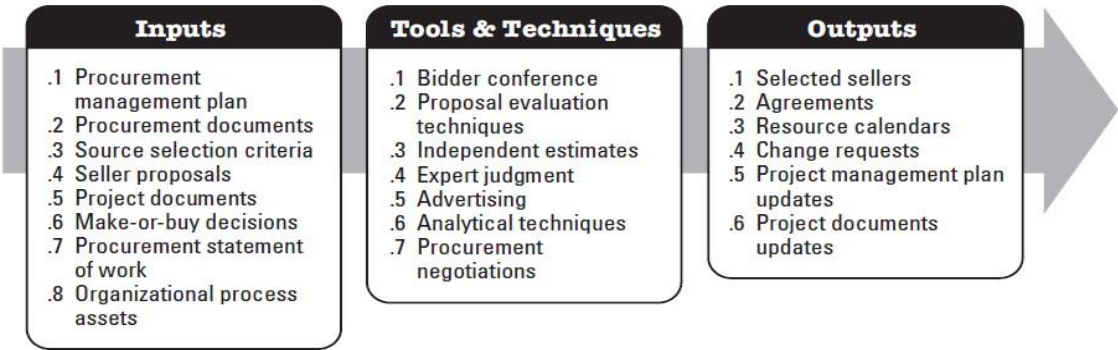 Inputs
.1 Procurement
management plan
.2 Procurement documents
.3 Source selection criteria
.4 Seller proposals
.5 Project documents
.6 Make-or-buy decisions
.7 Procurement statement
of work
.8 Organizational process
assets
Tools & Techniques
.1 Bidder conference
.2 Proposal evaluation
techniques
.3 Independent estimates
.4 Expert judgment
.5 Advertising
.6 Analytical techniques
.7 Procurement
negotiations
Outputs
.1 Selected sellers
.2 Agreements
.3 Resource calendars
.4 Change requests
.5 Project management plan
updates
.6 Project documents
updates